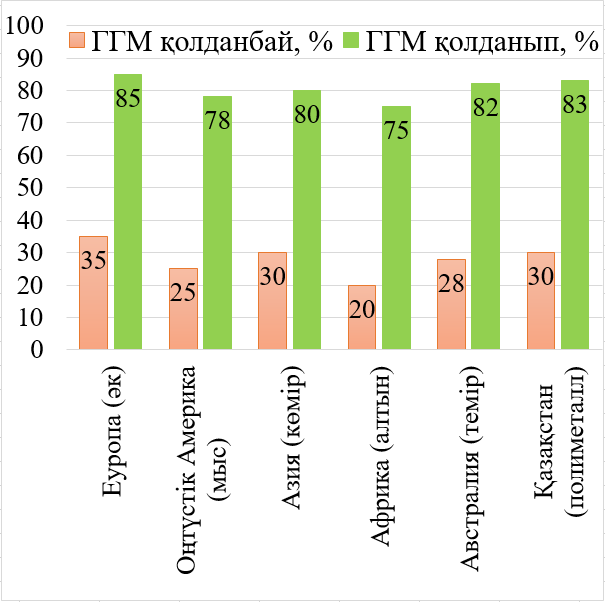 ГГМ қолданбай, %
ГГМ қолданып, %
100
90
80
70
60
50
40
30
20
10
0
35
85
25
78
30
80
20
75
28
82
30
83
Еуропа (әк)
Оңтүстік Америка
(мыс)
Азия (көмір)
Африка (алтын)
Австралия (темір)
Қазақстан
(полиметалл)